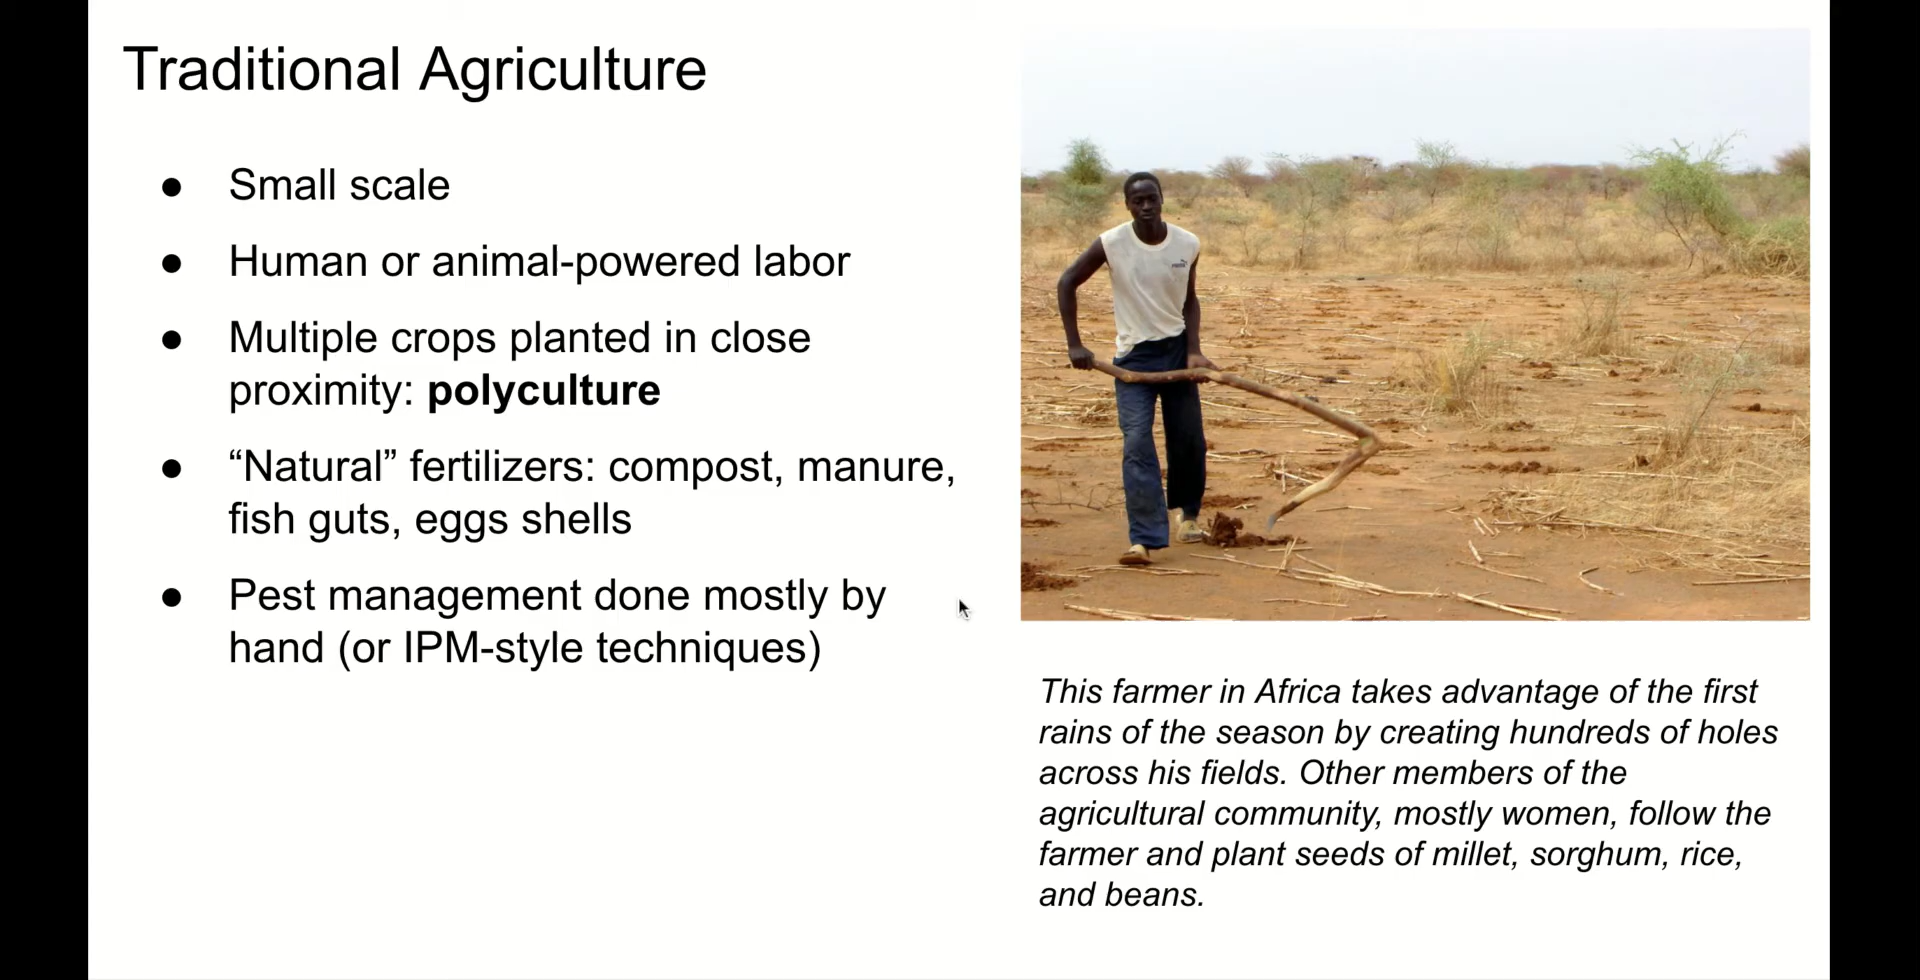 Traditional Agriculture
● Small scale
● Human or animal-powered labor
● Multiple crops planted in close
proximity: polyculture
● “Natural” fertilizers: compost, manure,
fish guts, eggs shells
● Pest management done mostly by
hand (or IPM-style techniques)
This farmer in Africa takes advantage of the first
rains of the season by creating hundreds of holes
across his fields. Other members of the
agricultural community, mostly women, follow the
farmer and plant seeds of millet, sorghum, rice,
and beans.